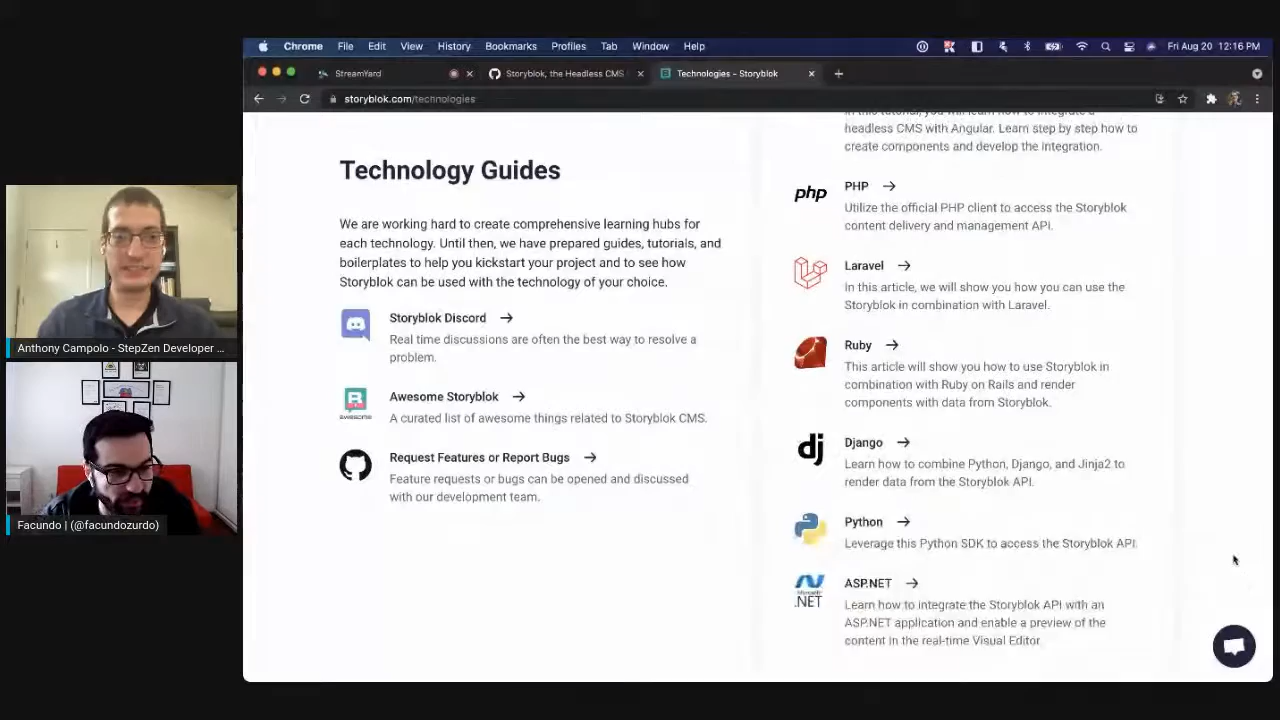 Chrome File Edit View History Bookmarks Profiles Tab Window Help Fri Aug 20 12:16 PM
StreamYard
Storyblok, the Headless CMS
Technologies - Storyblok
storyblok.com/technologies
Technology Guides
We are working hard to create comprehensive learning hubs for
each technology. Until then, we have prepared guides, tutorials, and
boilerplates to help you kickstart your project and to see how
Storyblok can be used with the technology of your choice.
Storyblok Discord →
Real time discussions are often the best way to resolve a
problem.
Awesome Storyblok →
A curated list of awesome things related to Storyblok CMS.
Request Features or Report Bugs →
Feature requests or bugs can be opened and discussed
with our development team.
In this tutorial, you will learn how to integrate a
headless CMS with Angular. Learn step by step how to
create components and develop the integration.
php
PHP →
Utilize the official PHP client to access the Storyblok
content delivery and management API.
Laravel →
In this article, we will show you how you can use the
Storyblok in combination with Laravel.
Ruby →
This article will show you how to use Storyblok in
combination with Ruby on Rails and render
components with data from Storyblok.
dj
Django →
Learn how to combine Python, Django, and Jinja2 to
render data from the Storyblok API.
Python →
Leverage this Python SDK to access the Storyblok API.
.NET
ASP.NET →
Learn how to integrate the Storyblok API with an
ASP.NET application and enable a preview of the
content in the real-time Visual Editor.
Anthony Campolo - StepZen Developer ...
Facundo | (@facundozurdo)